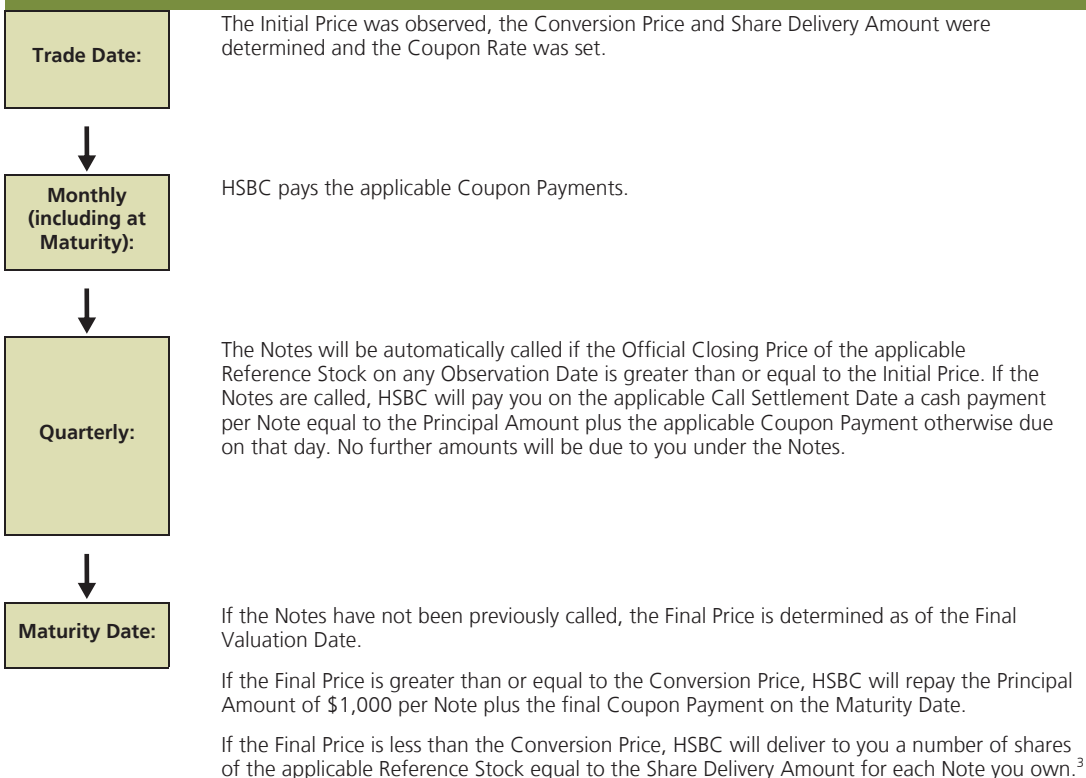 Trade Date:
The Initial Price was observed, the Conversion Price and Share Delivery Amount were
determined and the Coupon Rate was set.
Monthly
(including at
Maturity):
HSBC pays the applicable Coupon Payments.
Quarterly:
The Notes will be automatically called if the Official Closing Price of the applicable
Reference Stock on any Observation Date is greater than or equal to the Initial Price. If the
Notes are called, HSBC will pay you on the applicable Call Settlement Date a cash payment
per Note equal to the Principal Amount plus the applicable Coupon Payment otherwise due
on that day. No further amounts will be due to you under the Notes.
Maturity Date:
If the Notes have not been previously called, the Final Price is determined as of the Final
Valuation Date.
If the Final Price is greater than or equal to the Conversion Price, HSBC will repay the Principal
Amount of $1,000 per Note plus the final Coupon Payment on the Maturity Date.
If the Final Price is less than the Conversion Price, HSBC will deliver to you a number of shares
of the applicable Reference Stock equal to the Share Delivery Amount for each Note you own.3